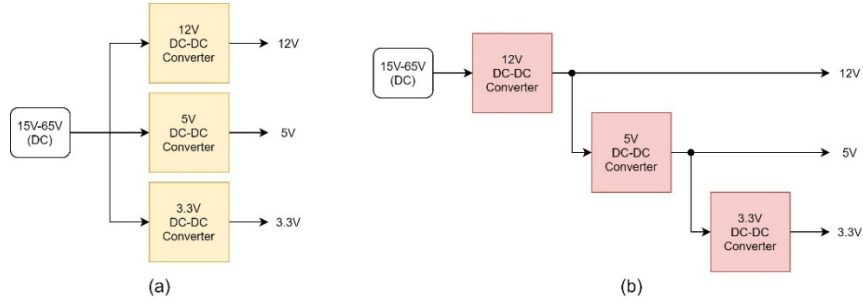 12V
DC-DC
Converter
12V
15V-65V
(DC)
5V
DC-DC
Converter
5V
3.3V
DC-DC
Converter
3.3V
(a)
15V-65V
(DC)
12V
DC-DC
Converter
12V
5V
DC-DC
Converter
5V
3.3V
DC-DC
Converter
3.3V
(b)